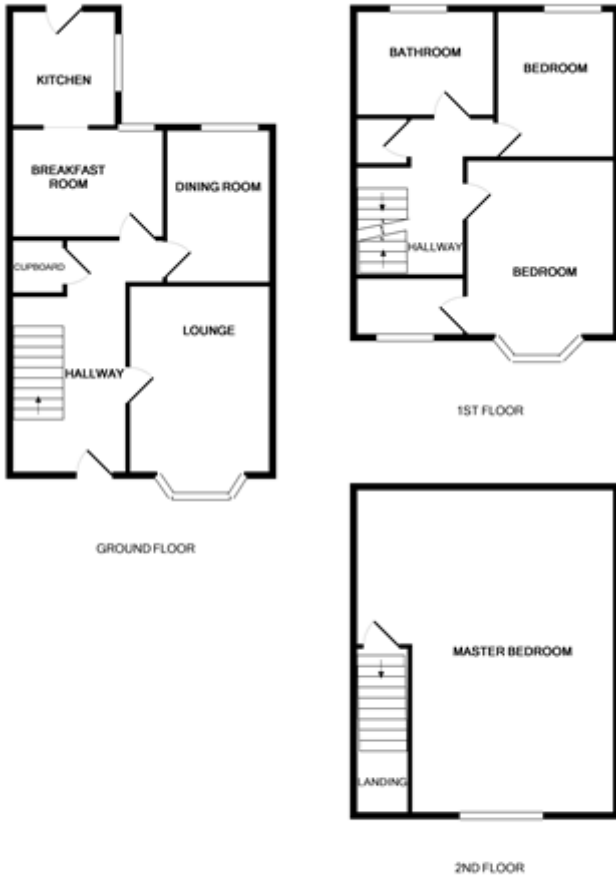 KITCHEN
BREAKFAST
ROOM
DINING ROOM
CUPBOARD
LOUNGE
HALLWAY
GROUND FLOOR
BATHROOM
BEDROOM
HALLWAY
BEDROOM
1ST FLOOR
MASTER BEDROOM
LANDING
2ND FLOOR